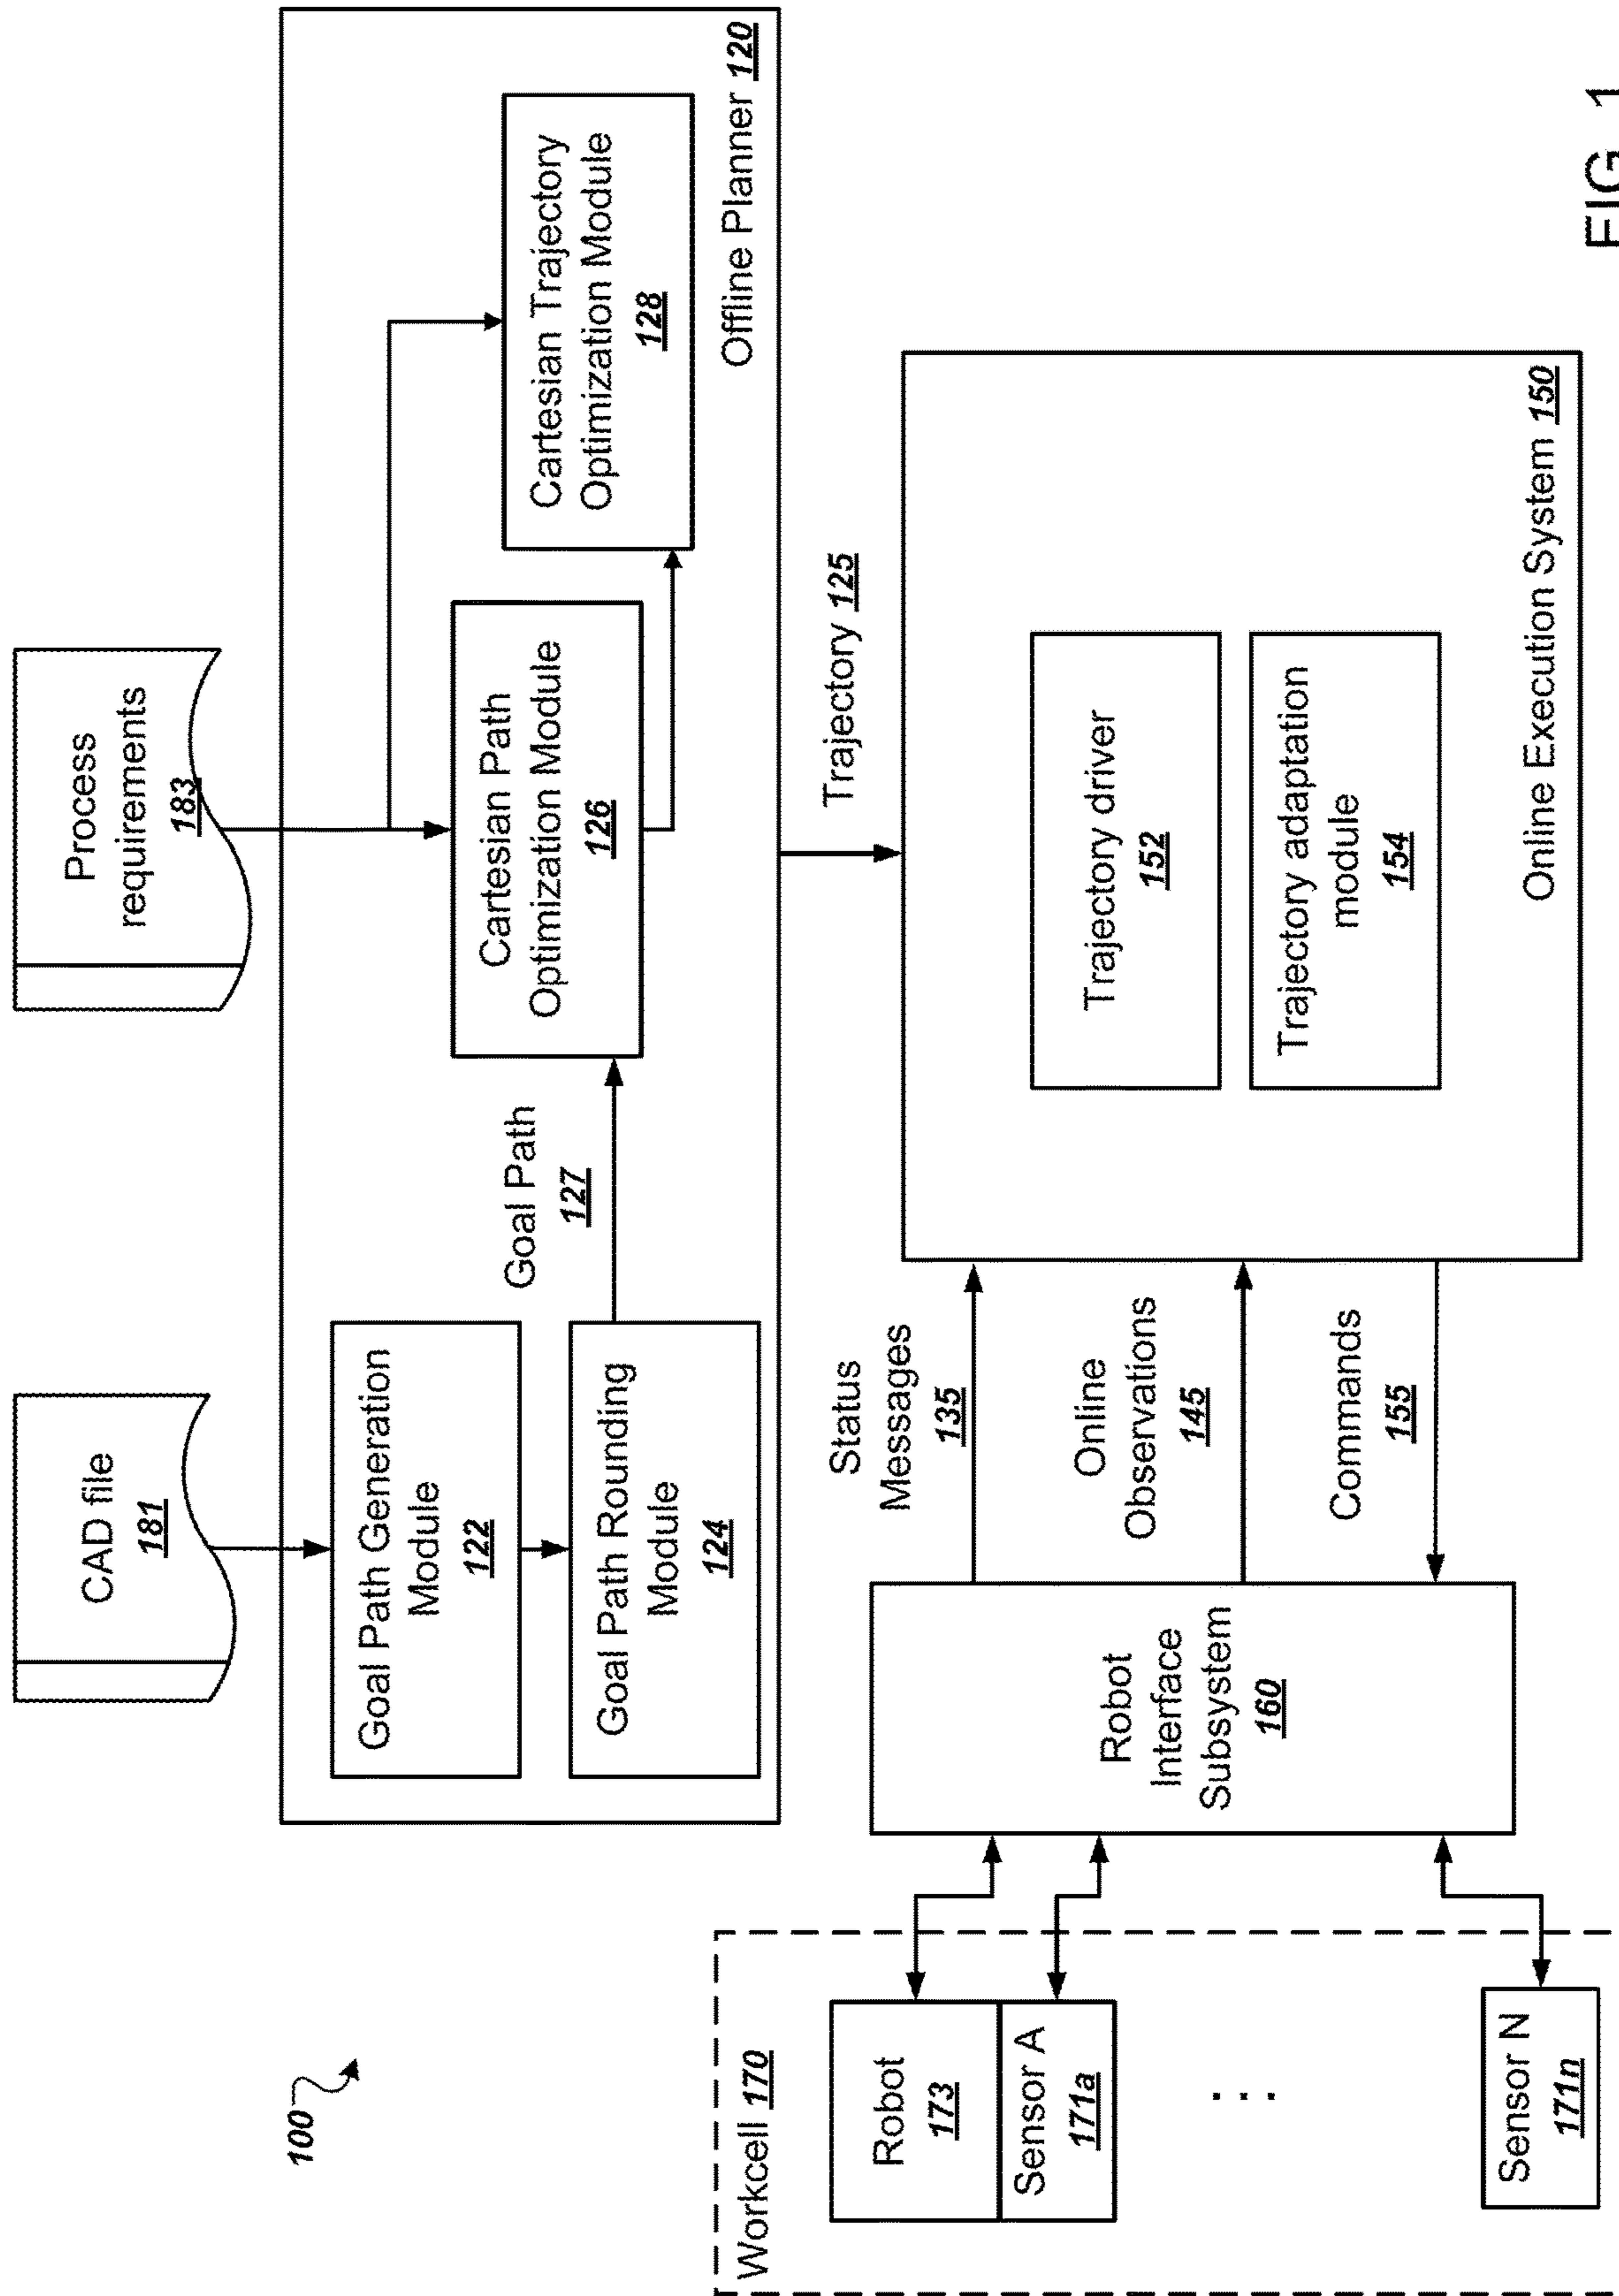 100
CAD file
181
Process
requirements
183
Goal Path Generation
Module
122
Goal Path Rounding
Module
124
Goal Path
127
Cartesian Path
Optimization Module
126
Cartesian Trajectory
Optimization Module
128
Offline Planner 120
Trajectory 125
Workcell 170
Robot
173
Sensor A
171a
. . .
Sensor N
171n
Robot
Interface
Subsystem
160
Status
Messages
135
Online
Observations
145
Commands
155
Trajectory driver
152
Trajectory adaptation
module
154
Online Execution System 150
FIG. 1